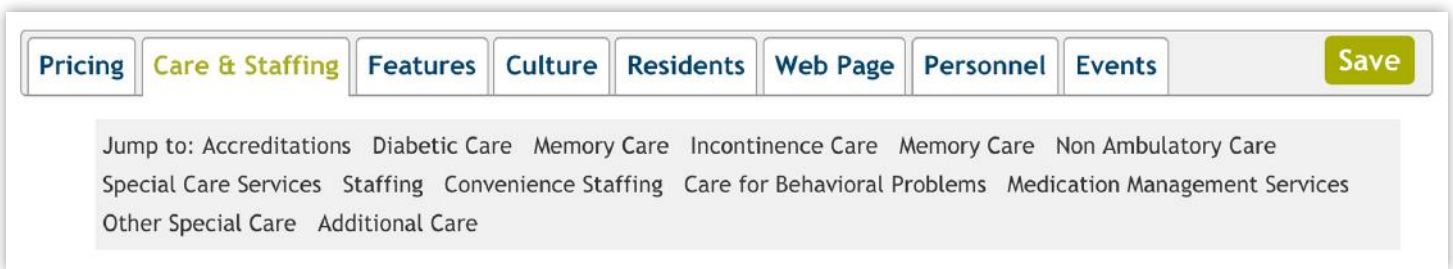 Pricing Care & Staffing Features Culture Residents Web Page Personnel Events Save
Jump to: Accreditations Diabetic Care Memory Care Incontinence Care Memory Care Non Ambulatory Care
Special Care Services Staffing Convenience Staffing Care for Behavioral Problems Medication Management Services
Other Special Care Additional Care